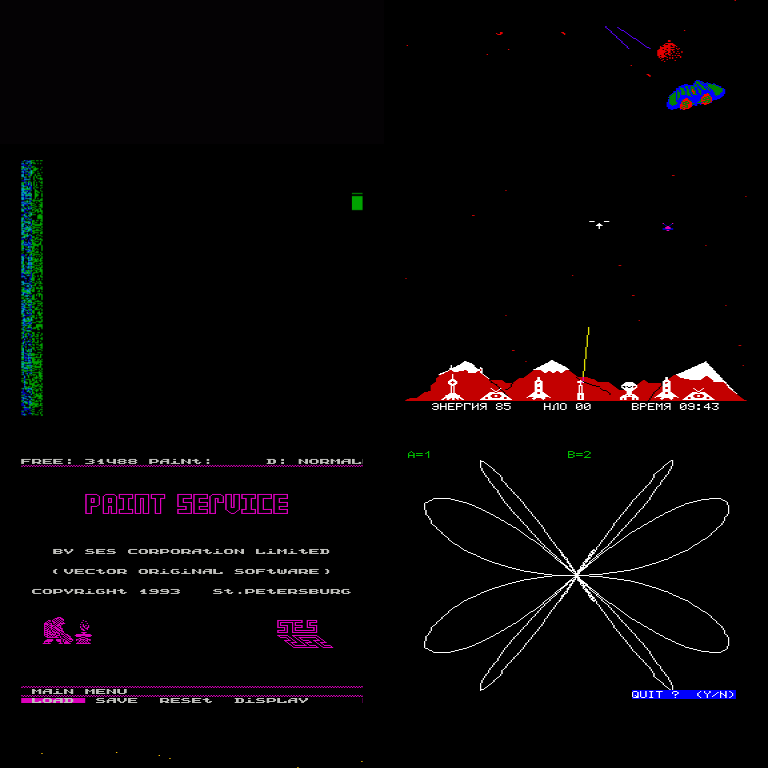 ЭНЕРГИЯ 85 НЛО 00 ВРЕМЯ 09:43
FREE: 31488 PAiNt: D: NORMAL
PAINT SERVICE
BY SES CORPORATiON LiMitED
(VECtOR ORiGiNAL SOFtWARE)
COPYRiGHt 1993 St.PEtERSBURG
SES
MAiN MENU
LOAD SAVE RESEt DiSPLAY
A=1 B=2
QUIT ? (Y/N)